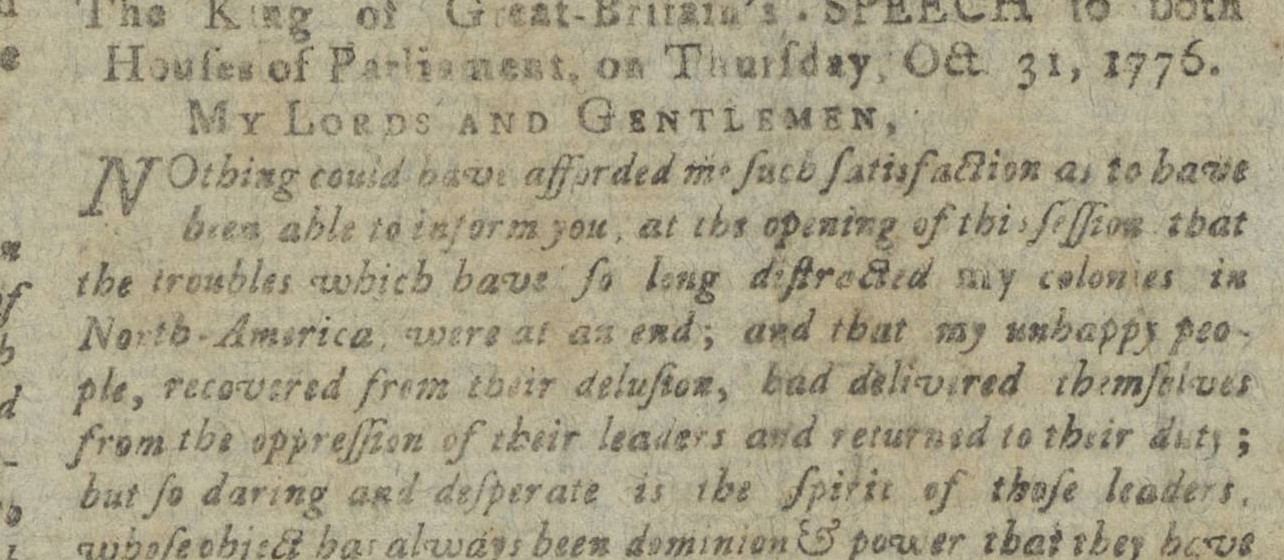 The King of Great-Britain's SPEECH to both
Houſes of Parliament, on Thurſday, Oct. 31, 1776.
MY LORDS AND GENTLEMEN,
NOthing could have afforded me ſuch ſatisfaction as to have
been able to inform you, at the opening of this ſeſſion that
the troubles which have ſo long diſtracted my colonies in
North-America, were at an end; and that my unhappy peo-
ple, recovered from their deluſion, had delivered themſelves
from the oppreſſion of their leaders and returned to their duty;
but ſo daring and deſperate is the ſpirit of thoſe leaders,
whoſe object has always been dominion & power that they have